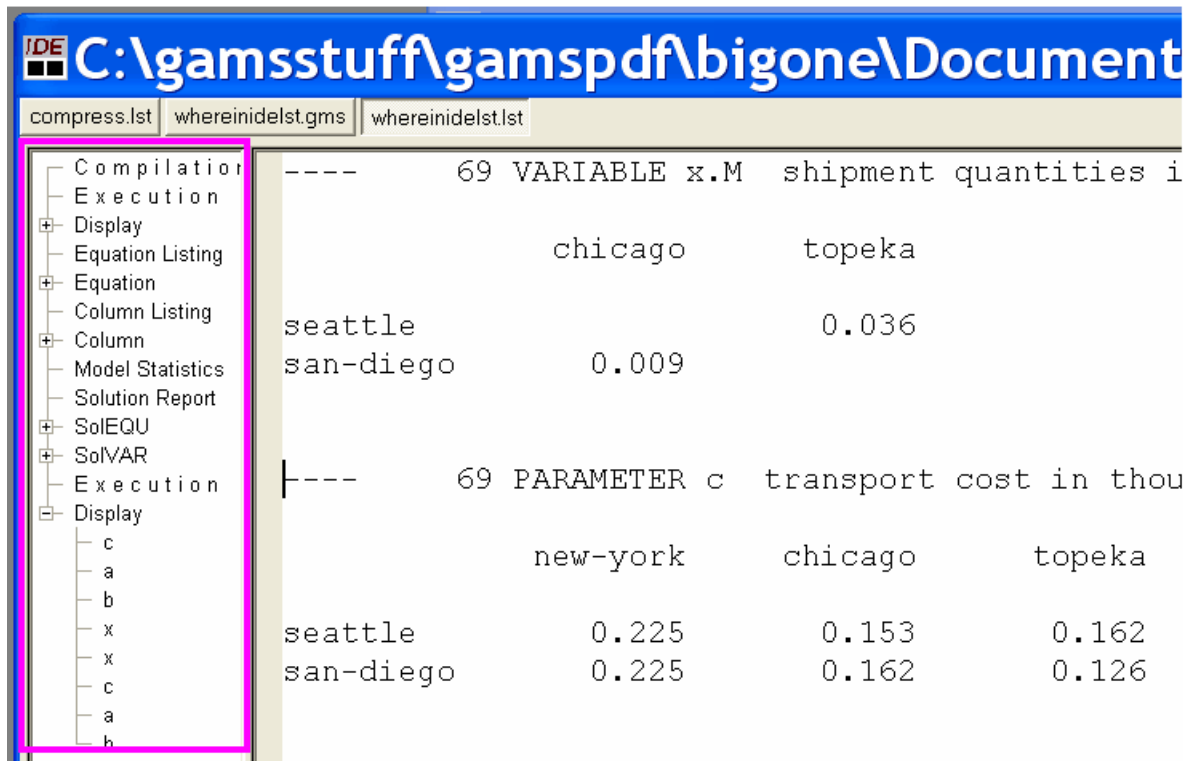 IDE C:\gamsstuff\gamspdf\bigone\Document
compress.lst whereinidelst.gms whereinidelst.lst
Compilation
Execution
Display
Equation Listing
Equation
Column Listing
Column
Model Statistics
Solution Report
SolEQU
SolVAR
Execution
Display
c
a
b
x
x
c
a
b
---- 69 VARIABLE x.M shipment quantities i
chicago topeka
seattle 0.036
san-diego 0.009
---- 69 PARAMETER c transport cost in thou
new-york chicago topeka
seattle 0.225 0.153 0.162
san-diego 0.225 0.162 0.126